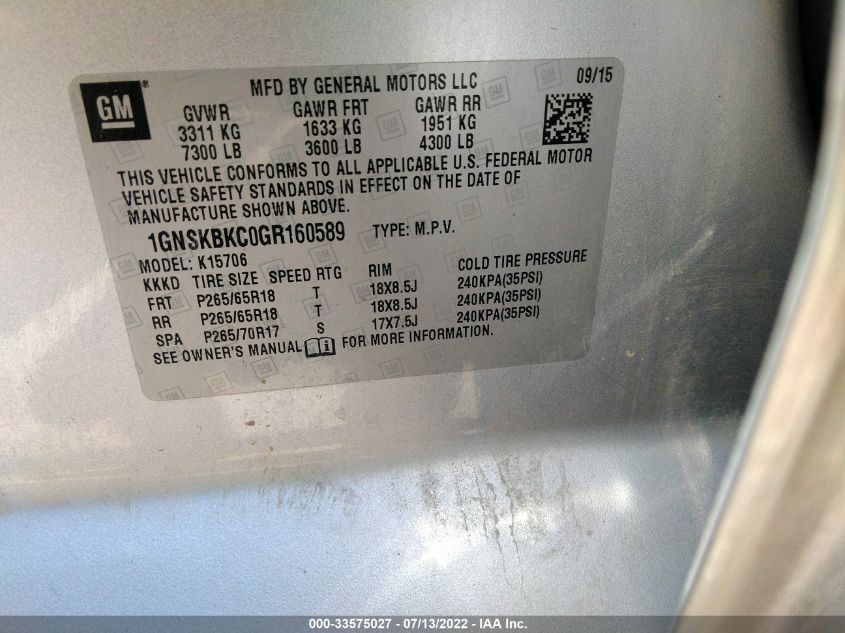 GM ®
MFD BY GENERAL MOTORS LLC 09/15
GVWR GAWR FRT GAWR RR
3311 KG 1633 KG 1951 KG
7300 LB 3600 LB 4300 LB
THIS VEHICLE CONFORMS TO ALL APPLICABLE U.S. FEDERAL MOTOR
VEHICLE SAFETY STANDARDS IN EFFECT ON THE DATE OF
MANUFACTURE SHOWN ABOVE.
1GNSKBKC0GR160589 TYPE: M.P.V.
MODEL: K15706
KKKD TIRE SIZE SPEED RTG RIM COLD TIRE PRESSURE
FRT P265/65R18 T 18X8.5J 240KPA(35PSI)
RR P265/65R18 T 18X8.5J 240KPA(35PSI)
SPA P265/70R17 S 17X7.5J 240KPA(35PSI)
SEE OWNER'S MANUAL FOR MORE INFORMATION.
000-33575027 - 07/13/2022 - IAA Inc.